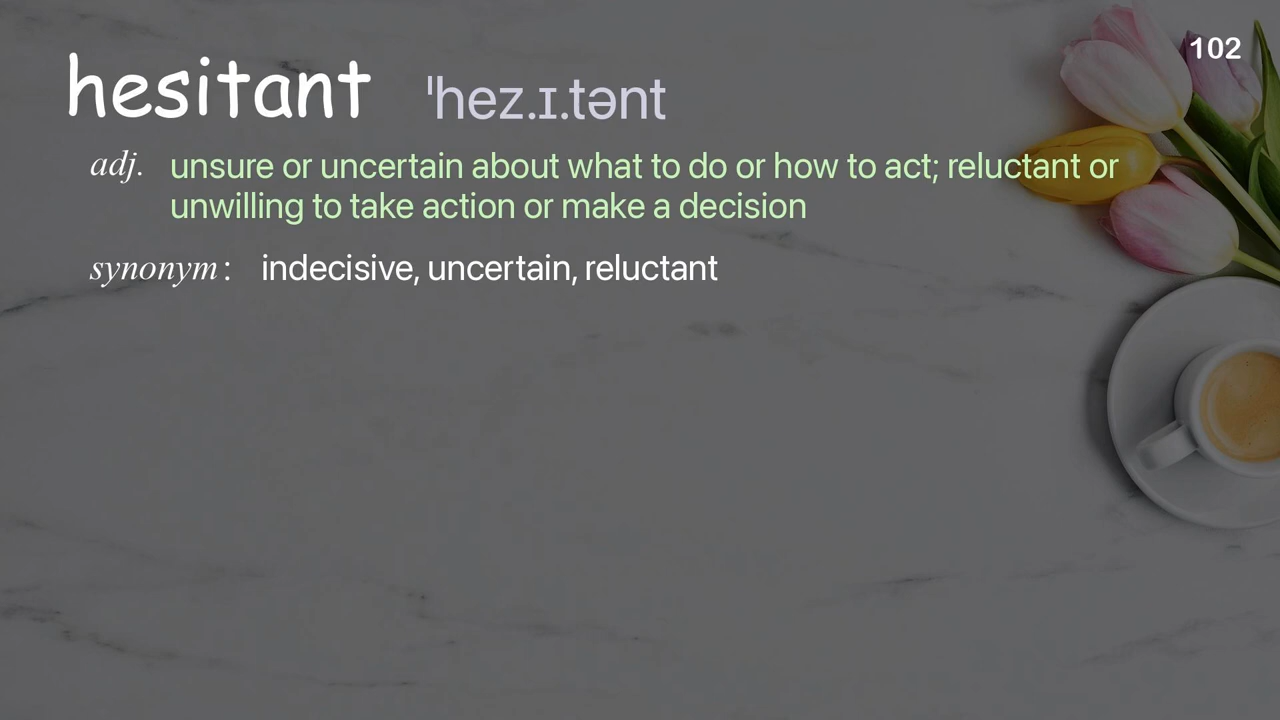 102
hesitant ˈhez.ɪ.tənt
adj. unsure or uncertain about what to do or how to act; reluctant or
unwilling to take action or make a decision
synonym: indecisive, uncertain, reluctant